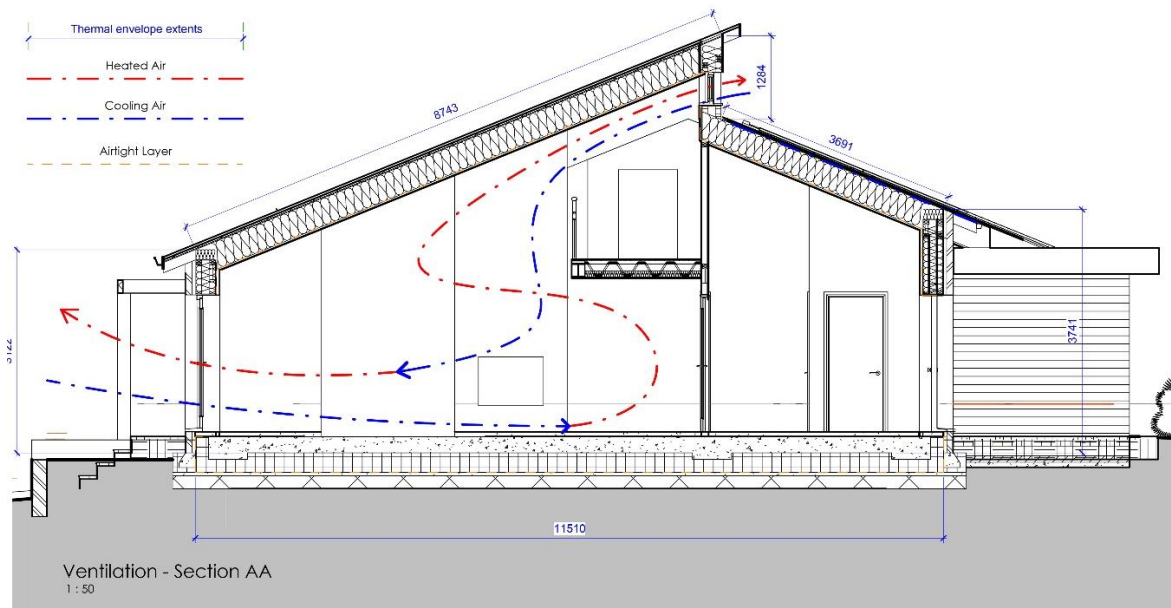 Thermal envelope extents
Heated Air
Cooling Air
Airtight Layer
8743
1284
3691
3122
3741
11510
Ventilation - Section AA
1 : 50